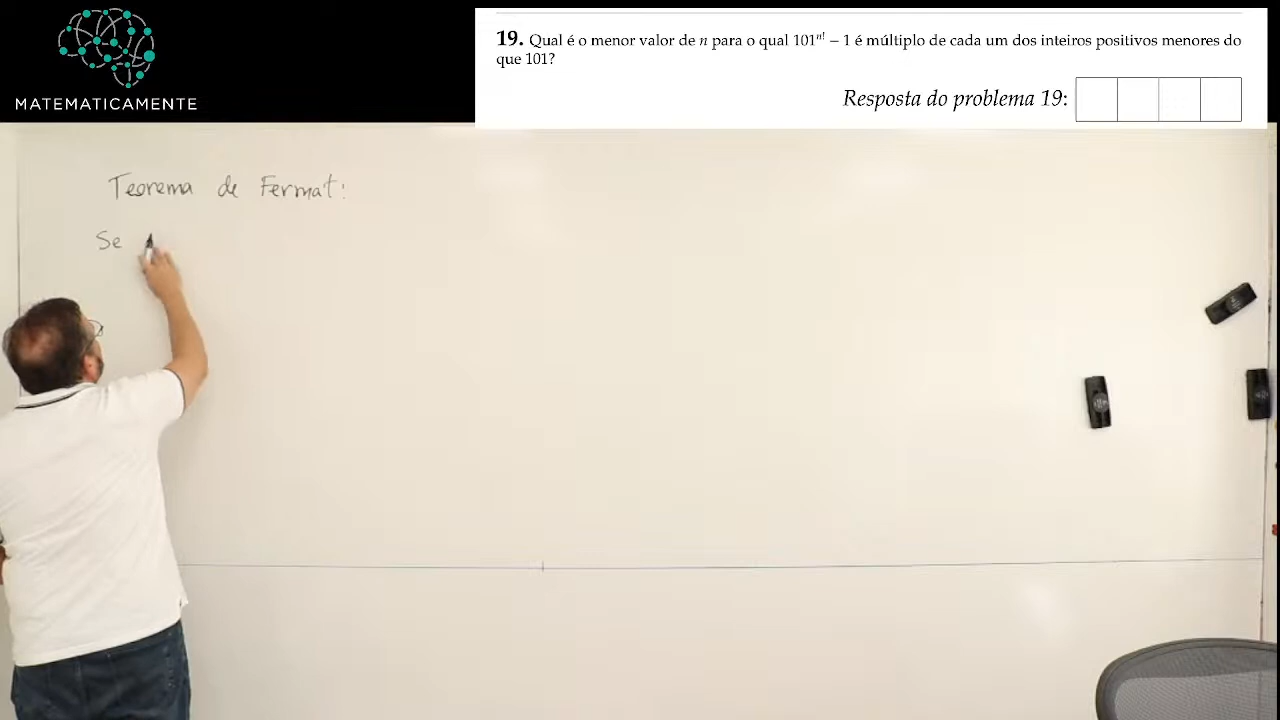 MATEMATICAMENTE
19. Qual é o menor valor de n para o qual 101^{n!} − 1 é múltiplo de cada um dos inteiros positivos menores do
que 101?
Resposta do problema 19:
Teorema de Fermat:
Se